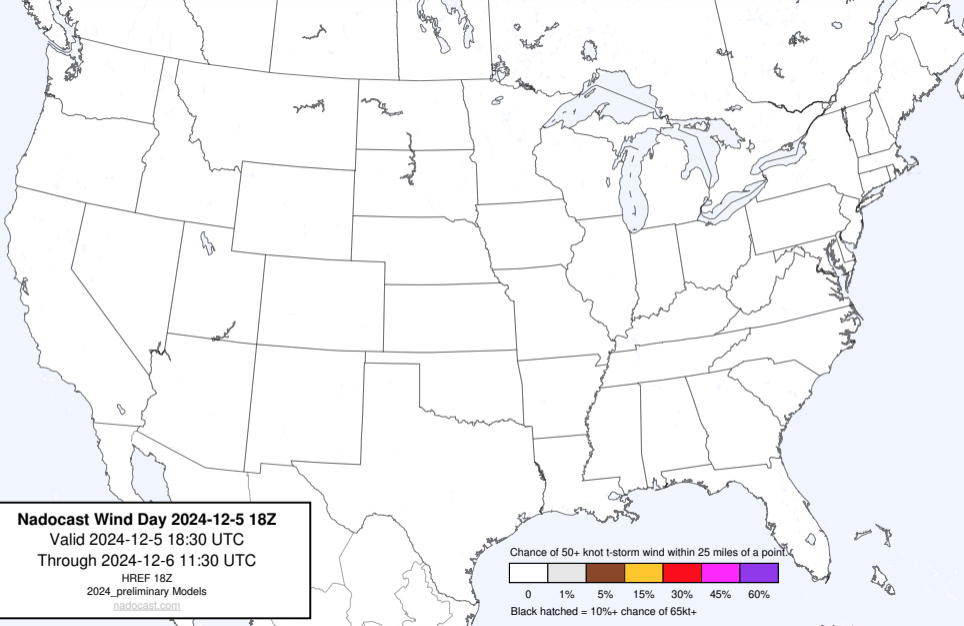 Nadocast Wind Day 2024-12-5 18Z
Valid 2024-12-5 18:30 UTC
Through 2024-12-6 11:30 UTC
HREF 18Z
2024_preliminary Models
nadocast.com
Chance of 50+ knot t-storm wind within 25 miles of a point.
0 1% 5% 15% 30% 45% 60%
Black hatched = 10%+ chance of 65kt+